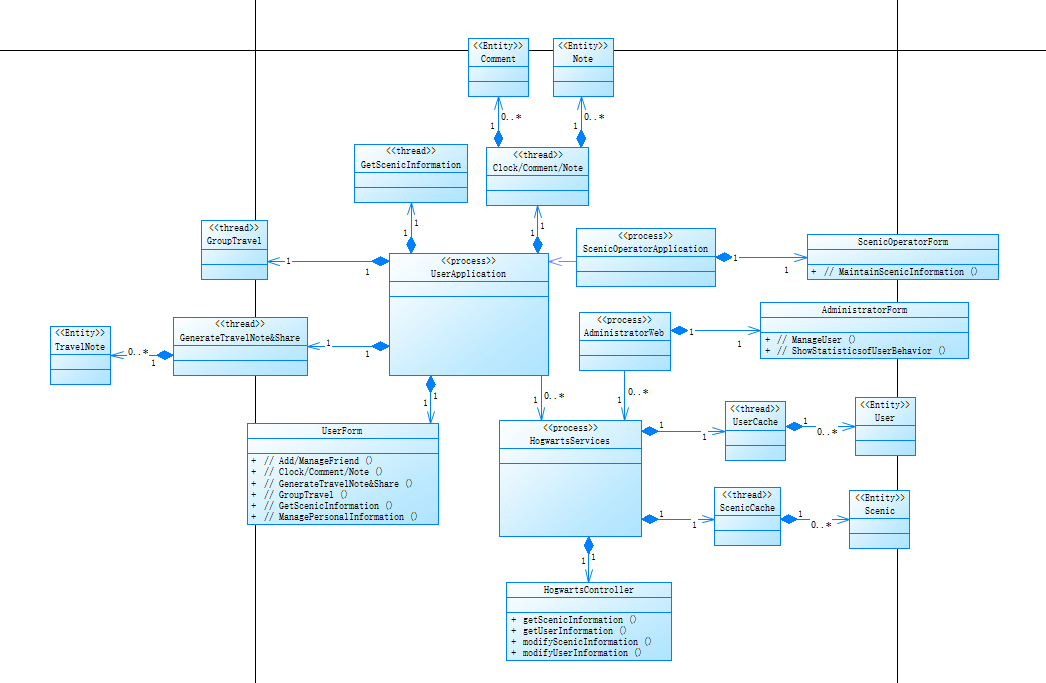 <<Entity>>
Comment
<<Entity>>
Note
0..*
1
0..*
1
<<thread>>
GetScenicInformation
<<thread>>
Clock/Comment/Note
1
1
1
1
<<thread>>
GroupTravel
1
1
<<process>>
UserApplication
<<process>>
ScenicOperatorApplication
1
1
ScenicOperatorForm
+ // MaintainScenicInformation ()
<<Entity>>
TravelNote
0..*
1
<<thread>>
GenerateTravelNote&Share
1
1
<<process>>
AdministratorWeb
1
1
AdministratorForm
+ // ManageUser ()
+ // ShowStatisticsofUserBehavior ()
1
1
0..*
1
0..*
1
UserForm
+ // Add/ManageFriend ()
+ // Clock/Comment/Note ()
+ // GenerateTravelNote&Share ()
+ // GroupTravel ()
+ // GetScenicInformation ()
+ // ManagePersonalInformation ()
<<process>>
HogwartsServices
1
1
<<thread>>
UserCache
1
0..*
<<Entity>>
User
1
1
<<thread>>
ScenicCache
1
0..*
<<Entity>>
Scenic
1
1
HogwartsController
+ getScenicInformation ()
+ getUserInformation ()
+ modifyScenicInformation ()
+ modifyUserInformation ()